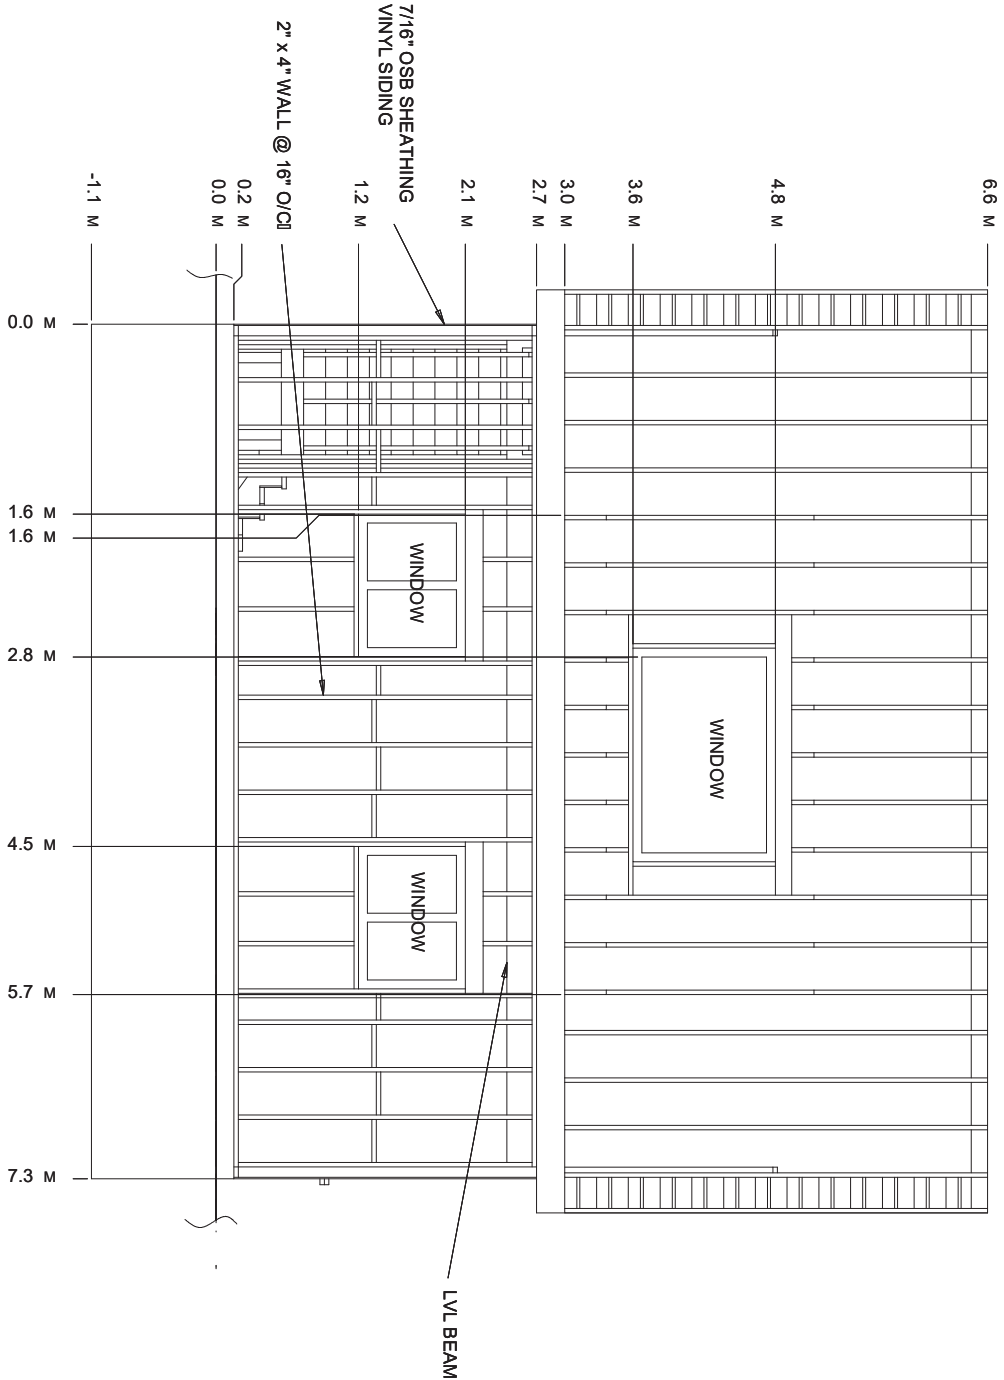 7/16" OSB SHEATHING
VINYL SIDING
2" x 4" WALL @ 16" O/C
-1.1 M
0.0 M
0.2 M
1.2 M
2.1 M
2.7 M
3.0 M
3.6 M
4.8 M
6.6 M
0.0 M
1.6 M
1.6 M
2.8 M
4.5 M
5.7 M
7.3 M
WINDOW
WINDOW
WINDOW
LVL BEAM